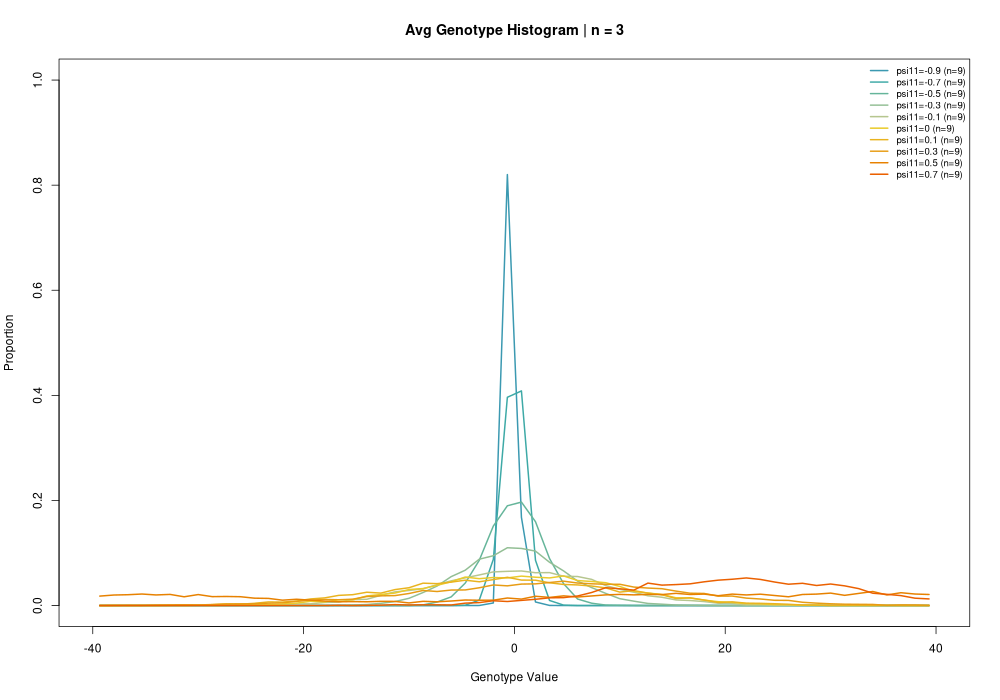 Avg Genotype Histogram | n = 3
psi11=-0.9 (n=9)
psi11=-0.7 (n=9)
psi11=-0.5 (n=9)
psi11=-0.3 (n=9)
psi11=-0.1 (n=9)
psi11=0 (n=9)
psi11=0.1 (n=9)
psi11=0.3 (n=9)
psi11=0.5 (n=9)
psi11=0.7 (n=9)
Proportion
1.0
0.8
0.6
0.4
0.2
0.0
-40 -20 0 20 40
Genotype Value